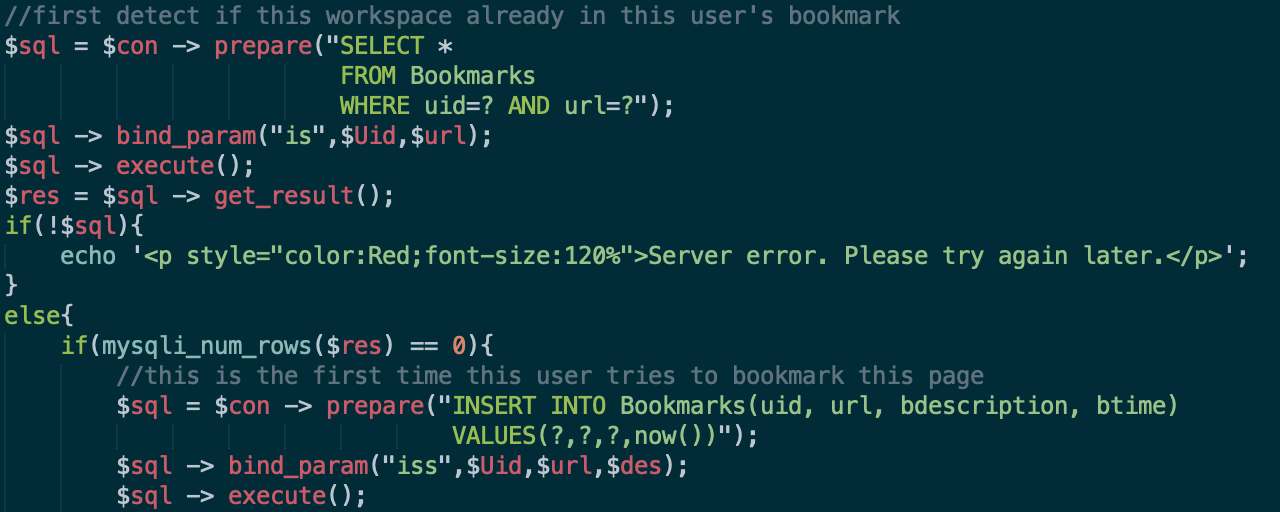 //first detect if this workspace already in this user's bookmark
$sql = $con -> prepare("SELECT *
FROM Bookmarks
WHERE uid=? AND url=?");
$sql -> bind_param("is",$Uid,$url);
$sql -> execute();
$res = $sql -> get_result();
if(!$sql){
echo '<p style="color:Red;font-size:120%">Server error. Please try again later.</p>';
}
else{
if(mysqli_num_rows($res) == 0){
//this is the first time this user tries to bookmark this page
$sql = $con -> prepare("INSERT INTO Bookmarks(uid, url, bdescription, btime)
VALUES(?,?,?,now())");
$sql -> bind_param("iss",$Uid,$url,$des);
$sql -> execute();